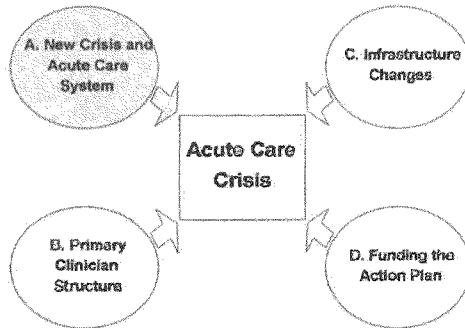 A. New Crisis and
Acute Care
System
C. Infrastructure
Changes
Acute Care
Crisis
B. Primary
Clinician
Structure
D. Funding the
Action Plan